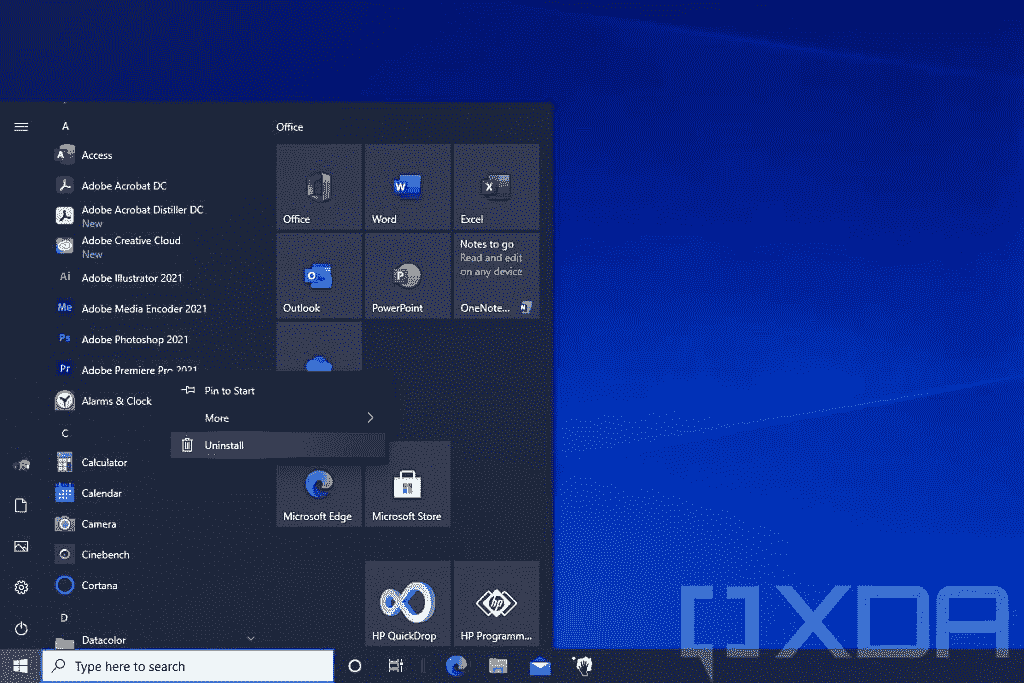 A
Access
Adobe Acrobat DC
Adobe Acrobat Distiller DC
New
Adobe Creative Cloud
New
Ai Adobe Illustrator 2021
Me Adobe Media Encoder 2021
Ps Adobe Photoshop 2021
Pr Adobe Premiere Pro 2021
Alarms & Clock
C
Calculator
Calendar
Camera
Cinebench
Cortana
D
Datacolor
Office
Office
Word
Excel
Outlook
PowerPoint
Notes to go
Read and edit
on any device
OneNote...
Pin to Start
More
Uninstall
Microsoft Edge
Microsoft Store
HP QuickDrop
hp
HP Programm...
Type here to search
XDA